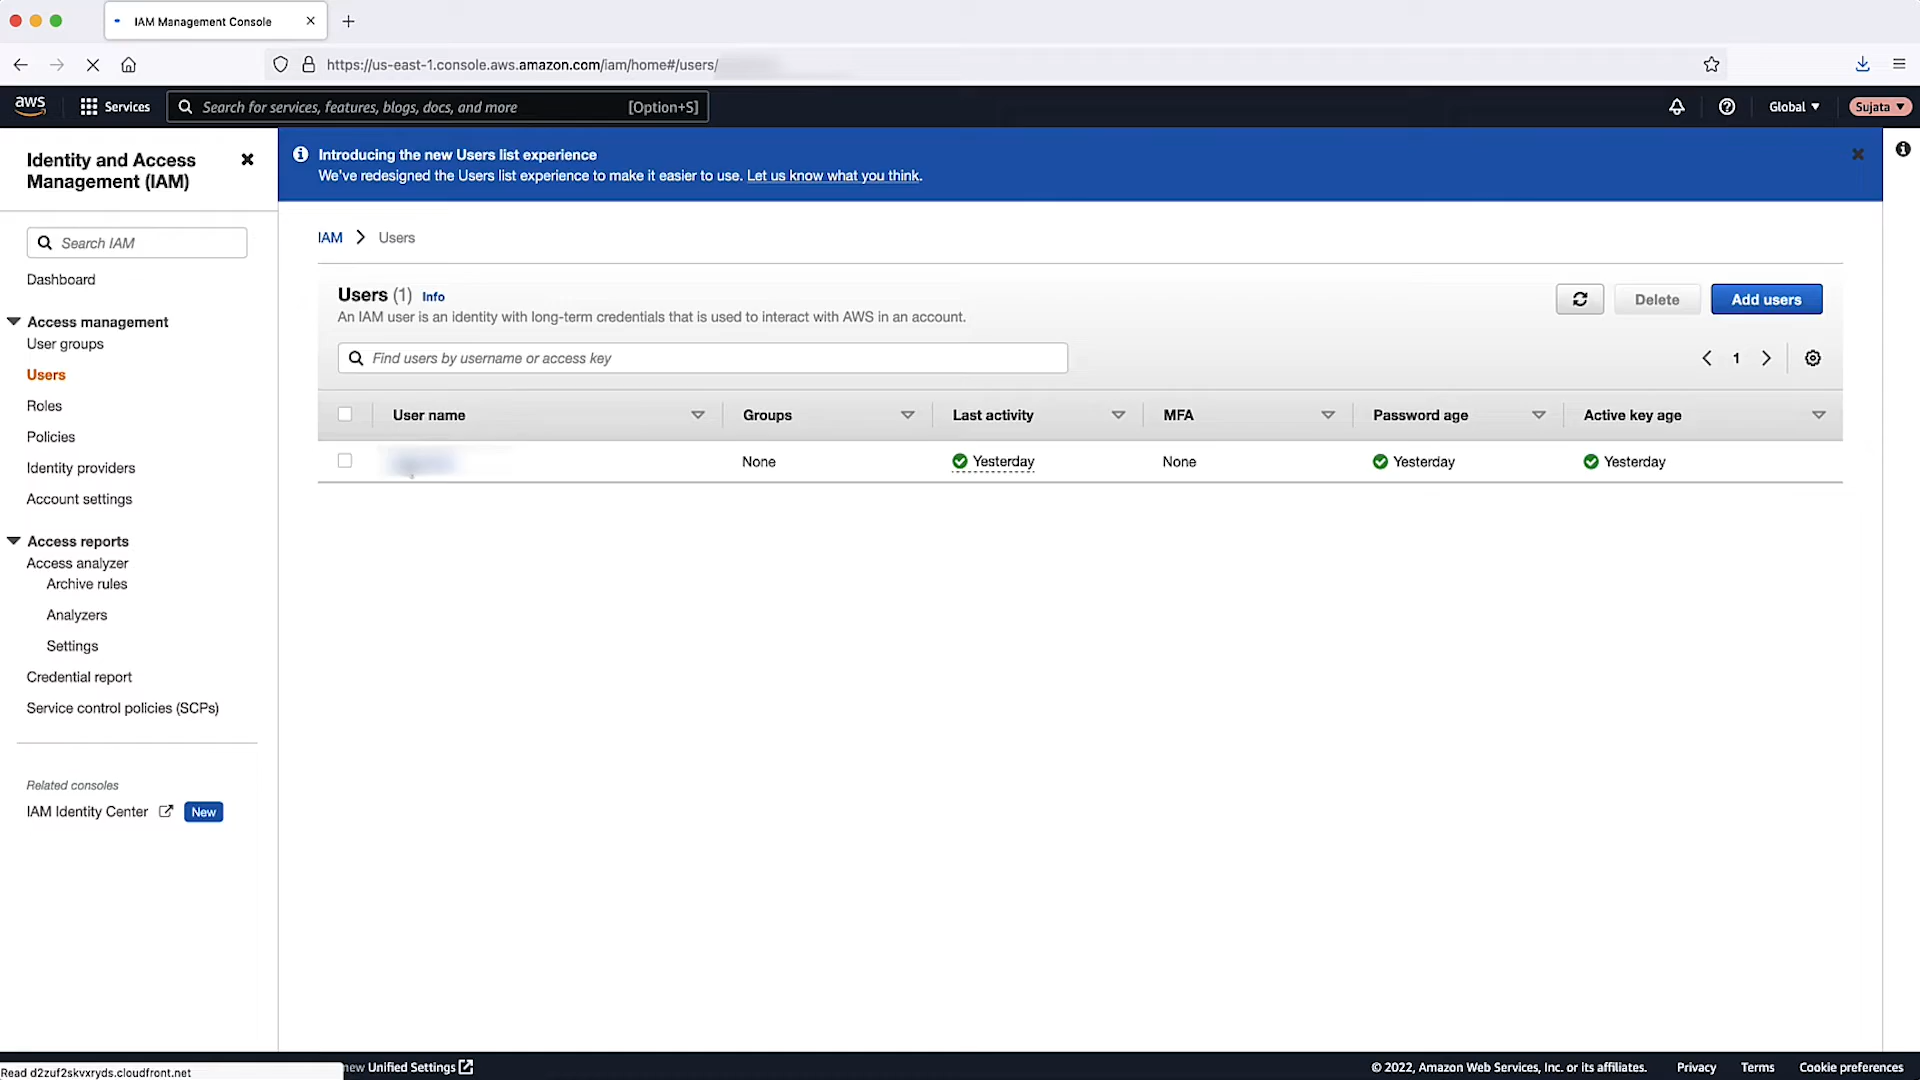 IAM Management Console
https://us-east-1.console.aws.amazon.com/iam/home#/users/
aws
Services
Search for services, features, blogs, docs, and more
[Option+S]
Global
Sujata
Identity and Access
Management (IAM)
Search IAM
Dashboard
Access management
User groups
Users
Roles
Policies
Identity providers
Account settings
Access reports
Access analyzer
Archive rules
Analyzers
Settings
Credential report
Service control policies (SCPs)
Related consoles
IAM Identity Center
New
Introducing the new Users list experience
We've redesigned the Users list experience to make it easier to use. Let us know what you think.
IAM > Users
Users (1) Info
An IAM user is an identity with long-term credentials that is used to interact with AWS in an account.
Delete
Add users
Find users by username or access key
1
User name Groups Last activity MFA Password age Active key age
None Yesterday None Yesterday Yesterday
Read d2zuf2skvxryds.cloudfront.net
new Unified Settings
© 2022, Amazon Web Services, Inc. or its affiliates. Privacy Terms Cookie preferences